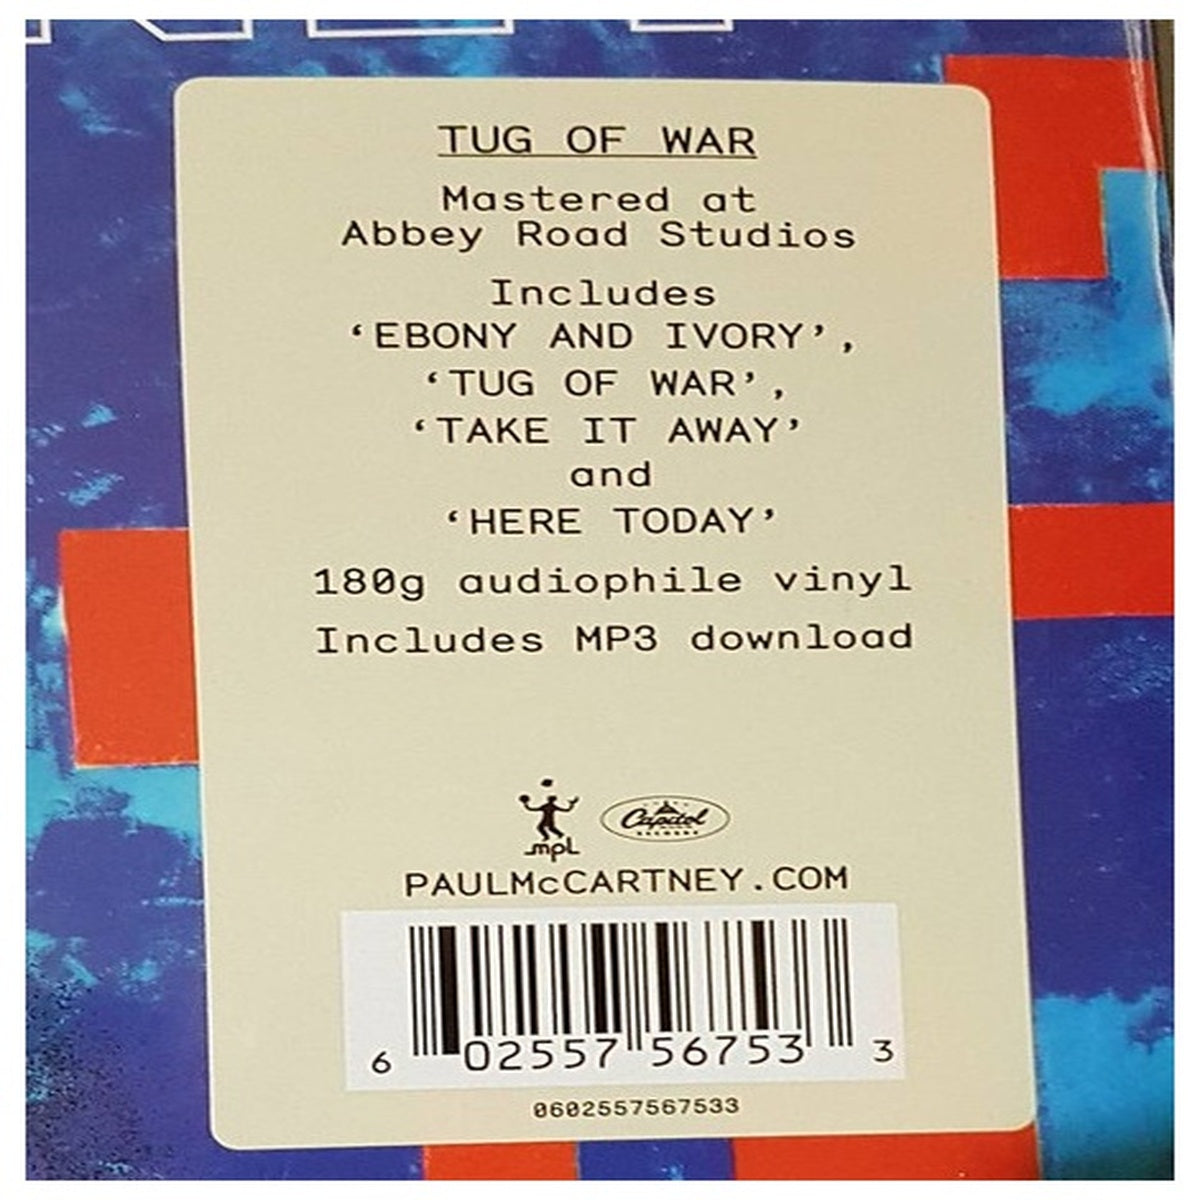 TUG OF WAR
Mastered at
Abbey Road Studios
Includes
‘EBONY AND IVORY’,
‘TUG OF WAR’,
‘TAKE IT AWAY’
and
‘HERE TODAY’
180g audiophile vinyl
Includes MP3 download
mpl
Capitol
RECORDS
PAULMcCARTNEY.COM
6 02557 56753 3
0602557567533